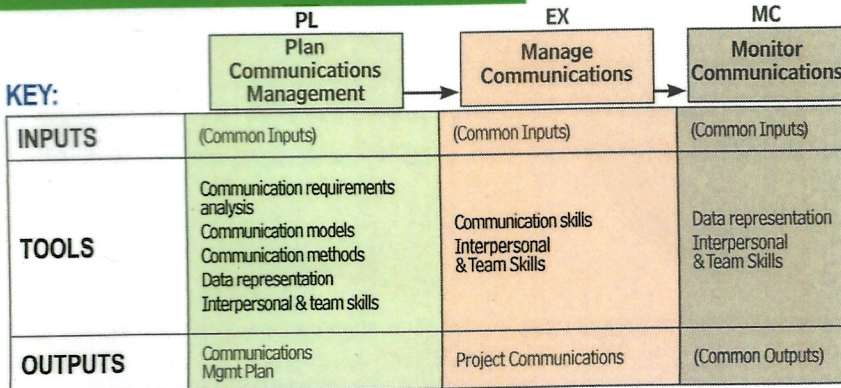 PL
EX
MC
Plan
Communications
Management
Manage
Communications
Monitor
Communications
KEY:
INPUTS
(Common Inputs)
(Common Inputs)
(Common Inputs)
TOOLS
Communication requirements
analysis
Communication models
Communication methods
Data representation
Interpersonal & team skills
Communication skills
Interpersonal
& Team Skills
Data representation
Interpersonal
& Team Skills
OUTPUTS
Communications
Mgmt Plan
Project Communications
(Common Outputs)